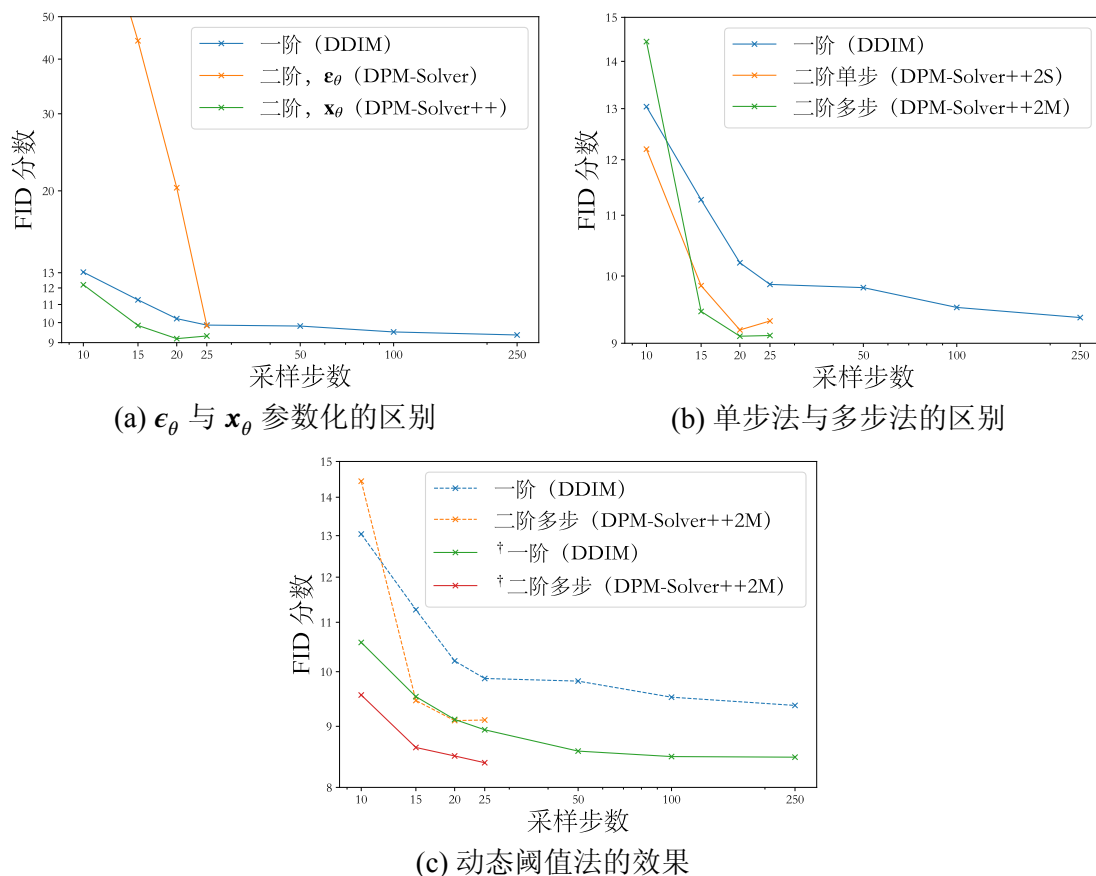 50
40
30
20
13
12
11
10
9
FID 分数
一阶（DDIM）
二阶，ε_θ（DPM-Solver）
二阶，x_θ（DPM-Solver++）
10 15 20 25 50 100 250
采样步数
(a) ϵ_θ 与 x_θ 参数化的区别
15
14
13
12
11
10
9
FID 分数
一阶（DDIM）
二阶单步（DPM-Solver++2S）
二阶多步（DPM-Solver++2M）
10 15 20 25 50 100 250
采样步数
(b) 单步法与多步法的区别
15
14
13
12
11
10
9
8
FID 分数
一阶（DDIM）
二阶多步（DPM-Solver++2M）
†一阶（DDIM）
†二阶多步（DPM-Solver++2M）
10 15 20 25 50 100 250
采样步数
(c) 动态阈值法的效果